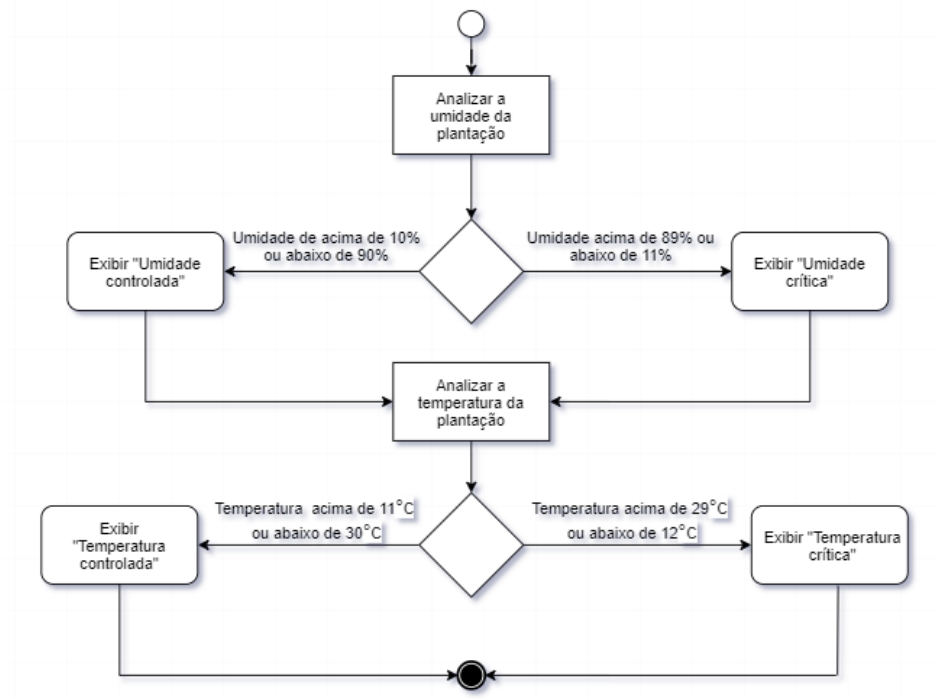 Analizar a
umidade da
plantação
Umidade de acima de 10%
ou abaixo de 90%
Umidade acima de 89% ou
abaixo de 11%
Exibir "Umidade
controlada"
Exibir "Umidade
crítica"
Analizar a
temperatura da
plantação
Temperatura acima de 11°C
ou abaixo de 30°C
Temperatura acima de 29°C
ou abaixo de 12°C
Exibir
"Temperatura
controlada"
Exibir "Temperatura
crítica"